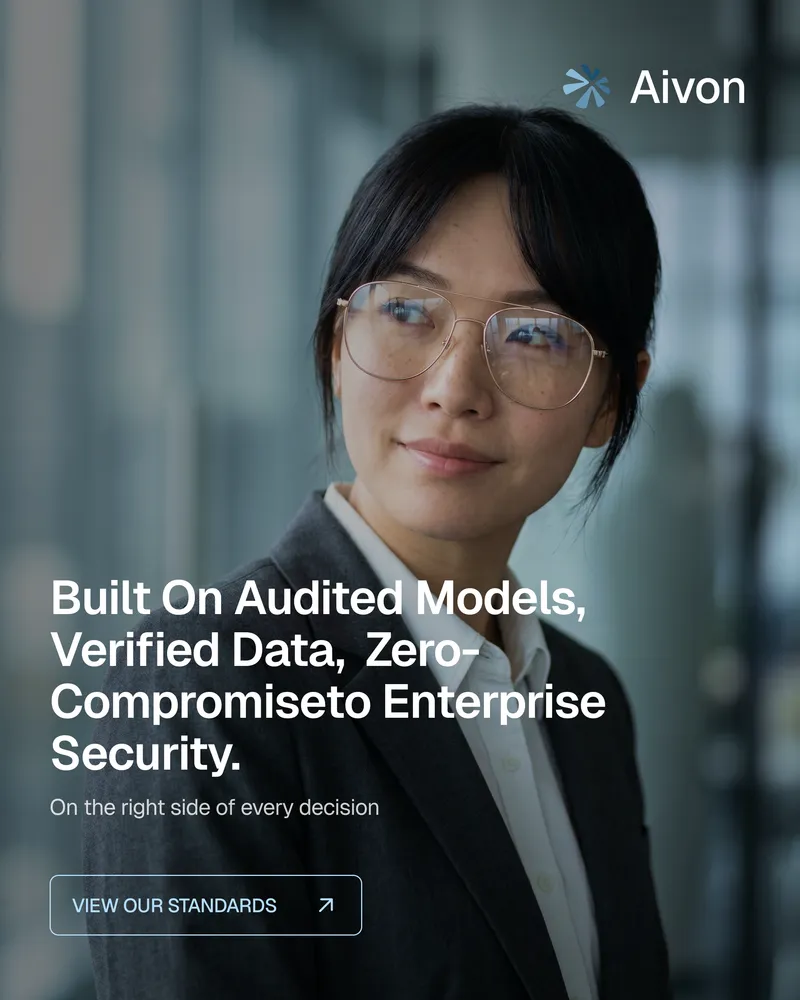 Aivon
Built On Audited Models,
Verified Data,  Zero-
Compromiseto Enterprise
Security.
On the right side of every decision
VIEW OUR STANDARDS